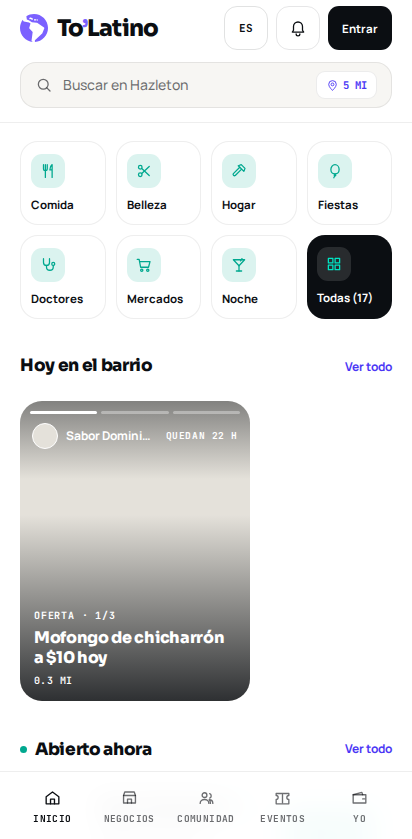 To'Latino
ES
Entrar
Buscar en Hazleton
5 MI
Comida
Belleza
Hogar
Fiestas
Doctores
Mercados
Noche
Todas (17)
Hoy en el barrio
Ver todo
Sabor Domini...
QUEDAN 22 H
OFERTA · 1/3
Mofongo de chicharrón
a $10 hoy
0.3 MI
Abierto ahora
Ver todo
INICIO
NEGOCIOS
COMUNIDAD
EVENTOS
YO